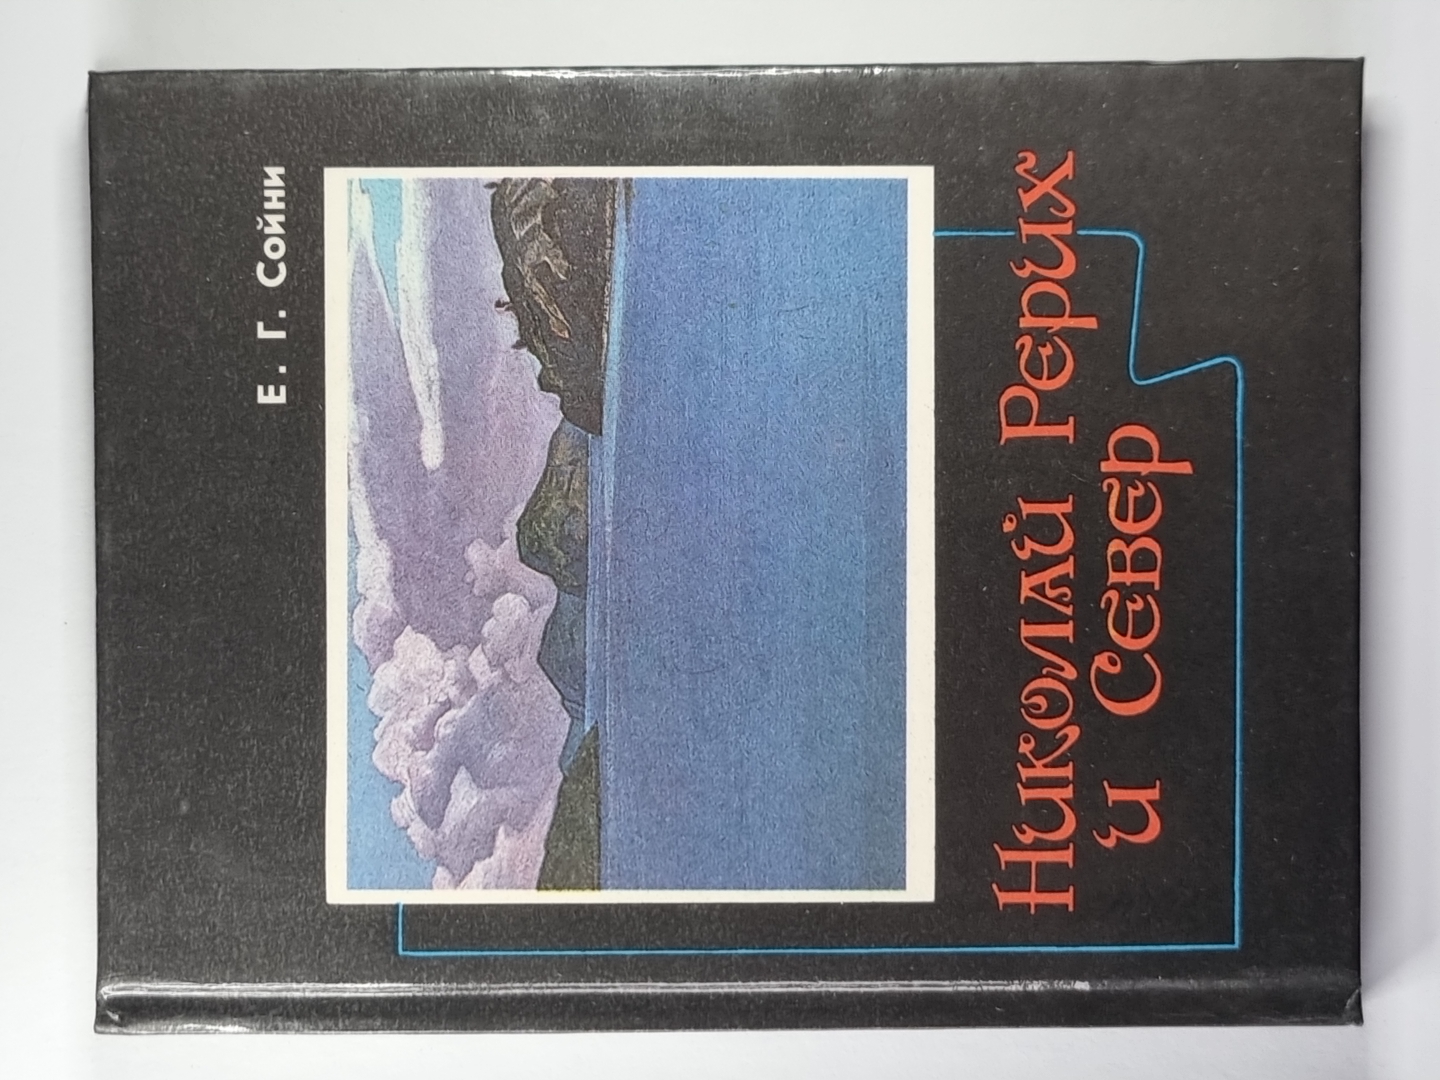 Е. Г. Сойни
Николай Рерих
и Север